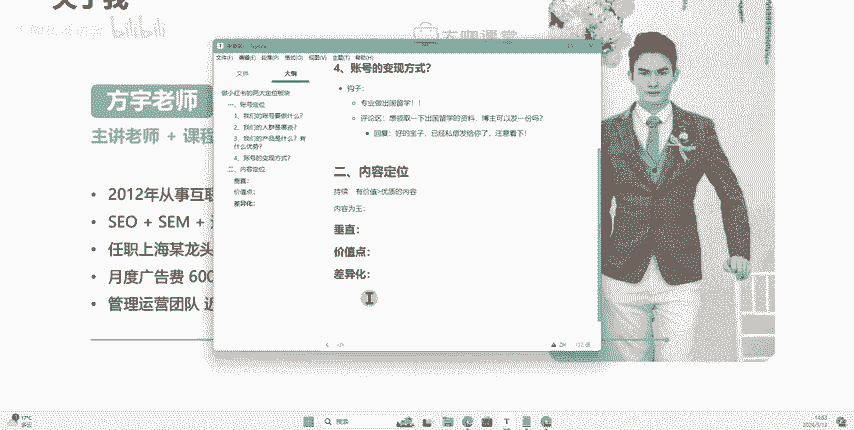 关于我
bilibili
方宇老师
主讲老师 + 课程
• 2012年从事互联
• SEO + SEM +
• 任职上海某龙头
• 月度广告费 600
• 管理运营团队 近
文件(F) 编辑(E) 段落(P) 格式(O) 视图(V) 主题(T) 帮助(H)
文件 大纲
做小红书的两大定位板块
一、账号定位
1、我们的账号要做什么?
2、我们的人群是哪些?
3、我们的产品是什么?有什么优势?
4、账号的变现方式?
二、内容定位
垂直:
价值点:
差异化:
4、账号的变现方式?
• 钩子:
专业做出国留学!!
评论区:想领取一下出国留学的资料,博主可以发一份吗?
回复:好的宝子,已经私信发给你了,注意看下!
二、内容定位
持续 有价值>优质的内容
内容为王:
垂直:
价值点:
差异化:
17°C
多云
搜索